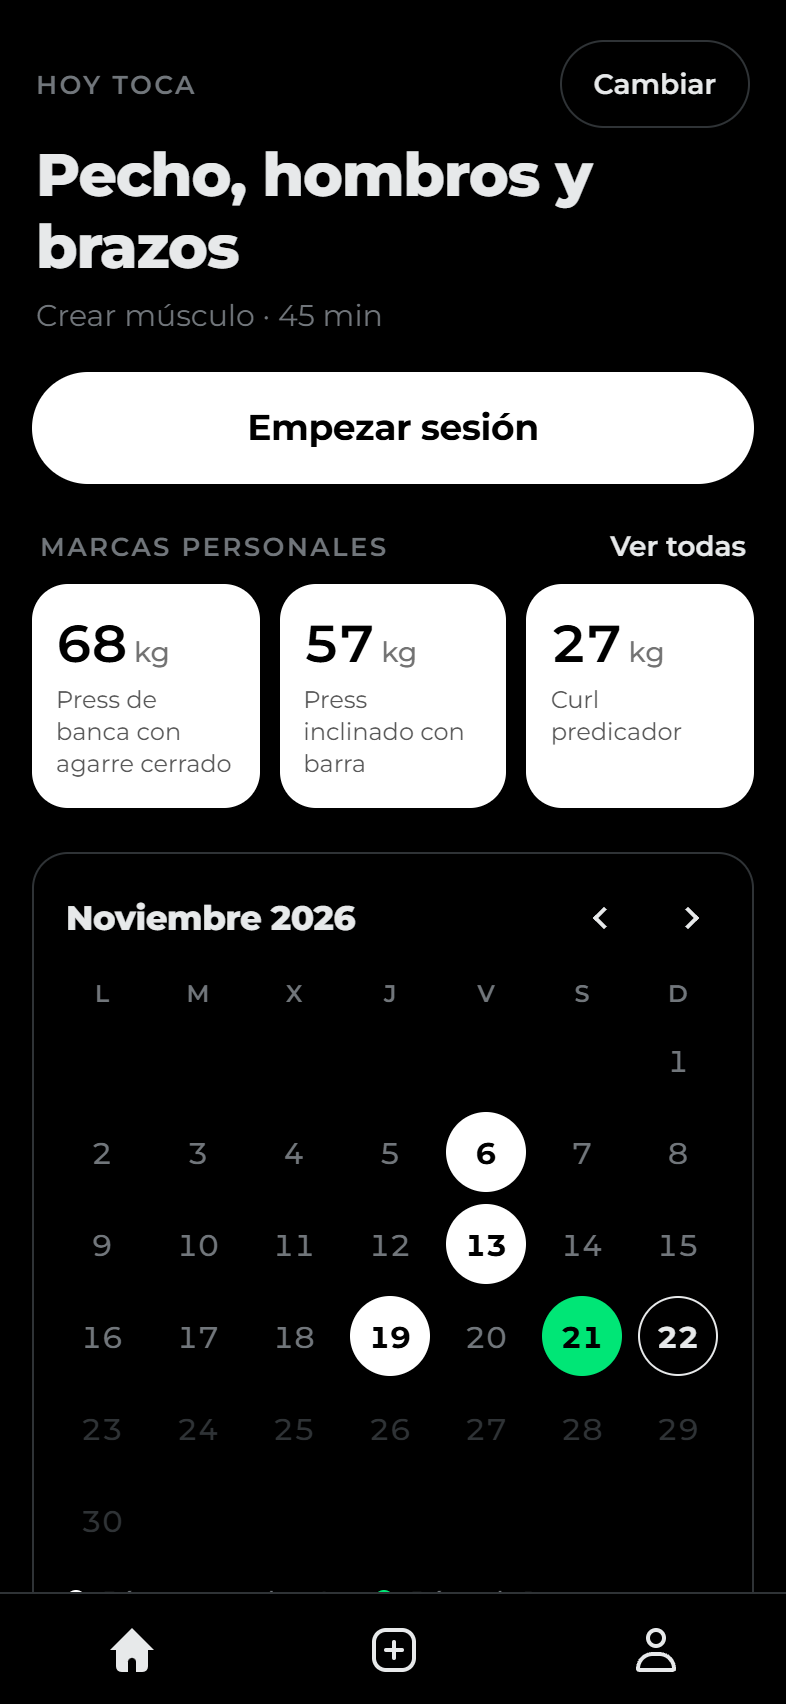 HOY TOCA
Cambiar
Pecho, hombros y
brazos
Crear músculo · 45 min
Empezar sesión
MARCAS PERSONALES
Ver todas
68 kg
Press de
banca con
agarre cerrado
57 kg
Press
inclinado con
barra
27 kg
Curl
predicador
Noviembre 2026
L M X J V S D
1
2 3 4 5 6 7 8
9 10 11 12 13 14 15
16 17 18 19 20 21 22
23 24 25 26 27 28 29
30